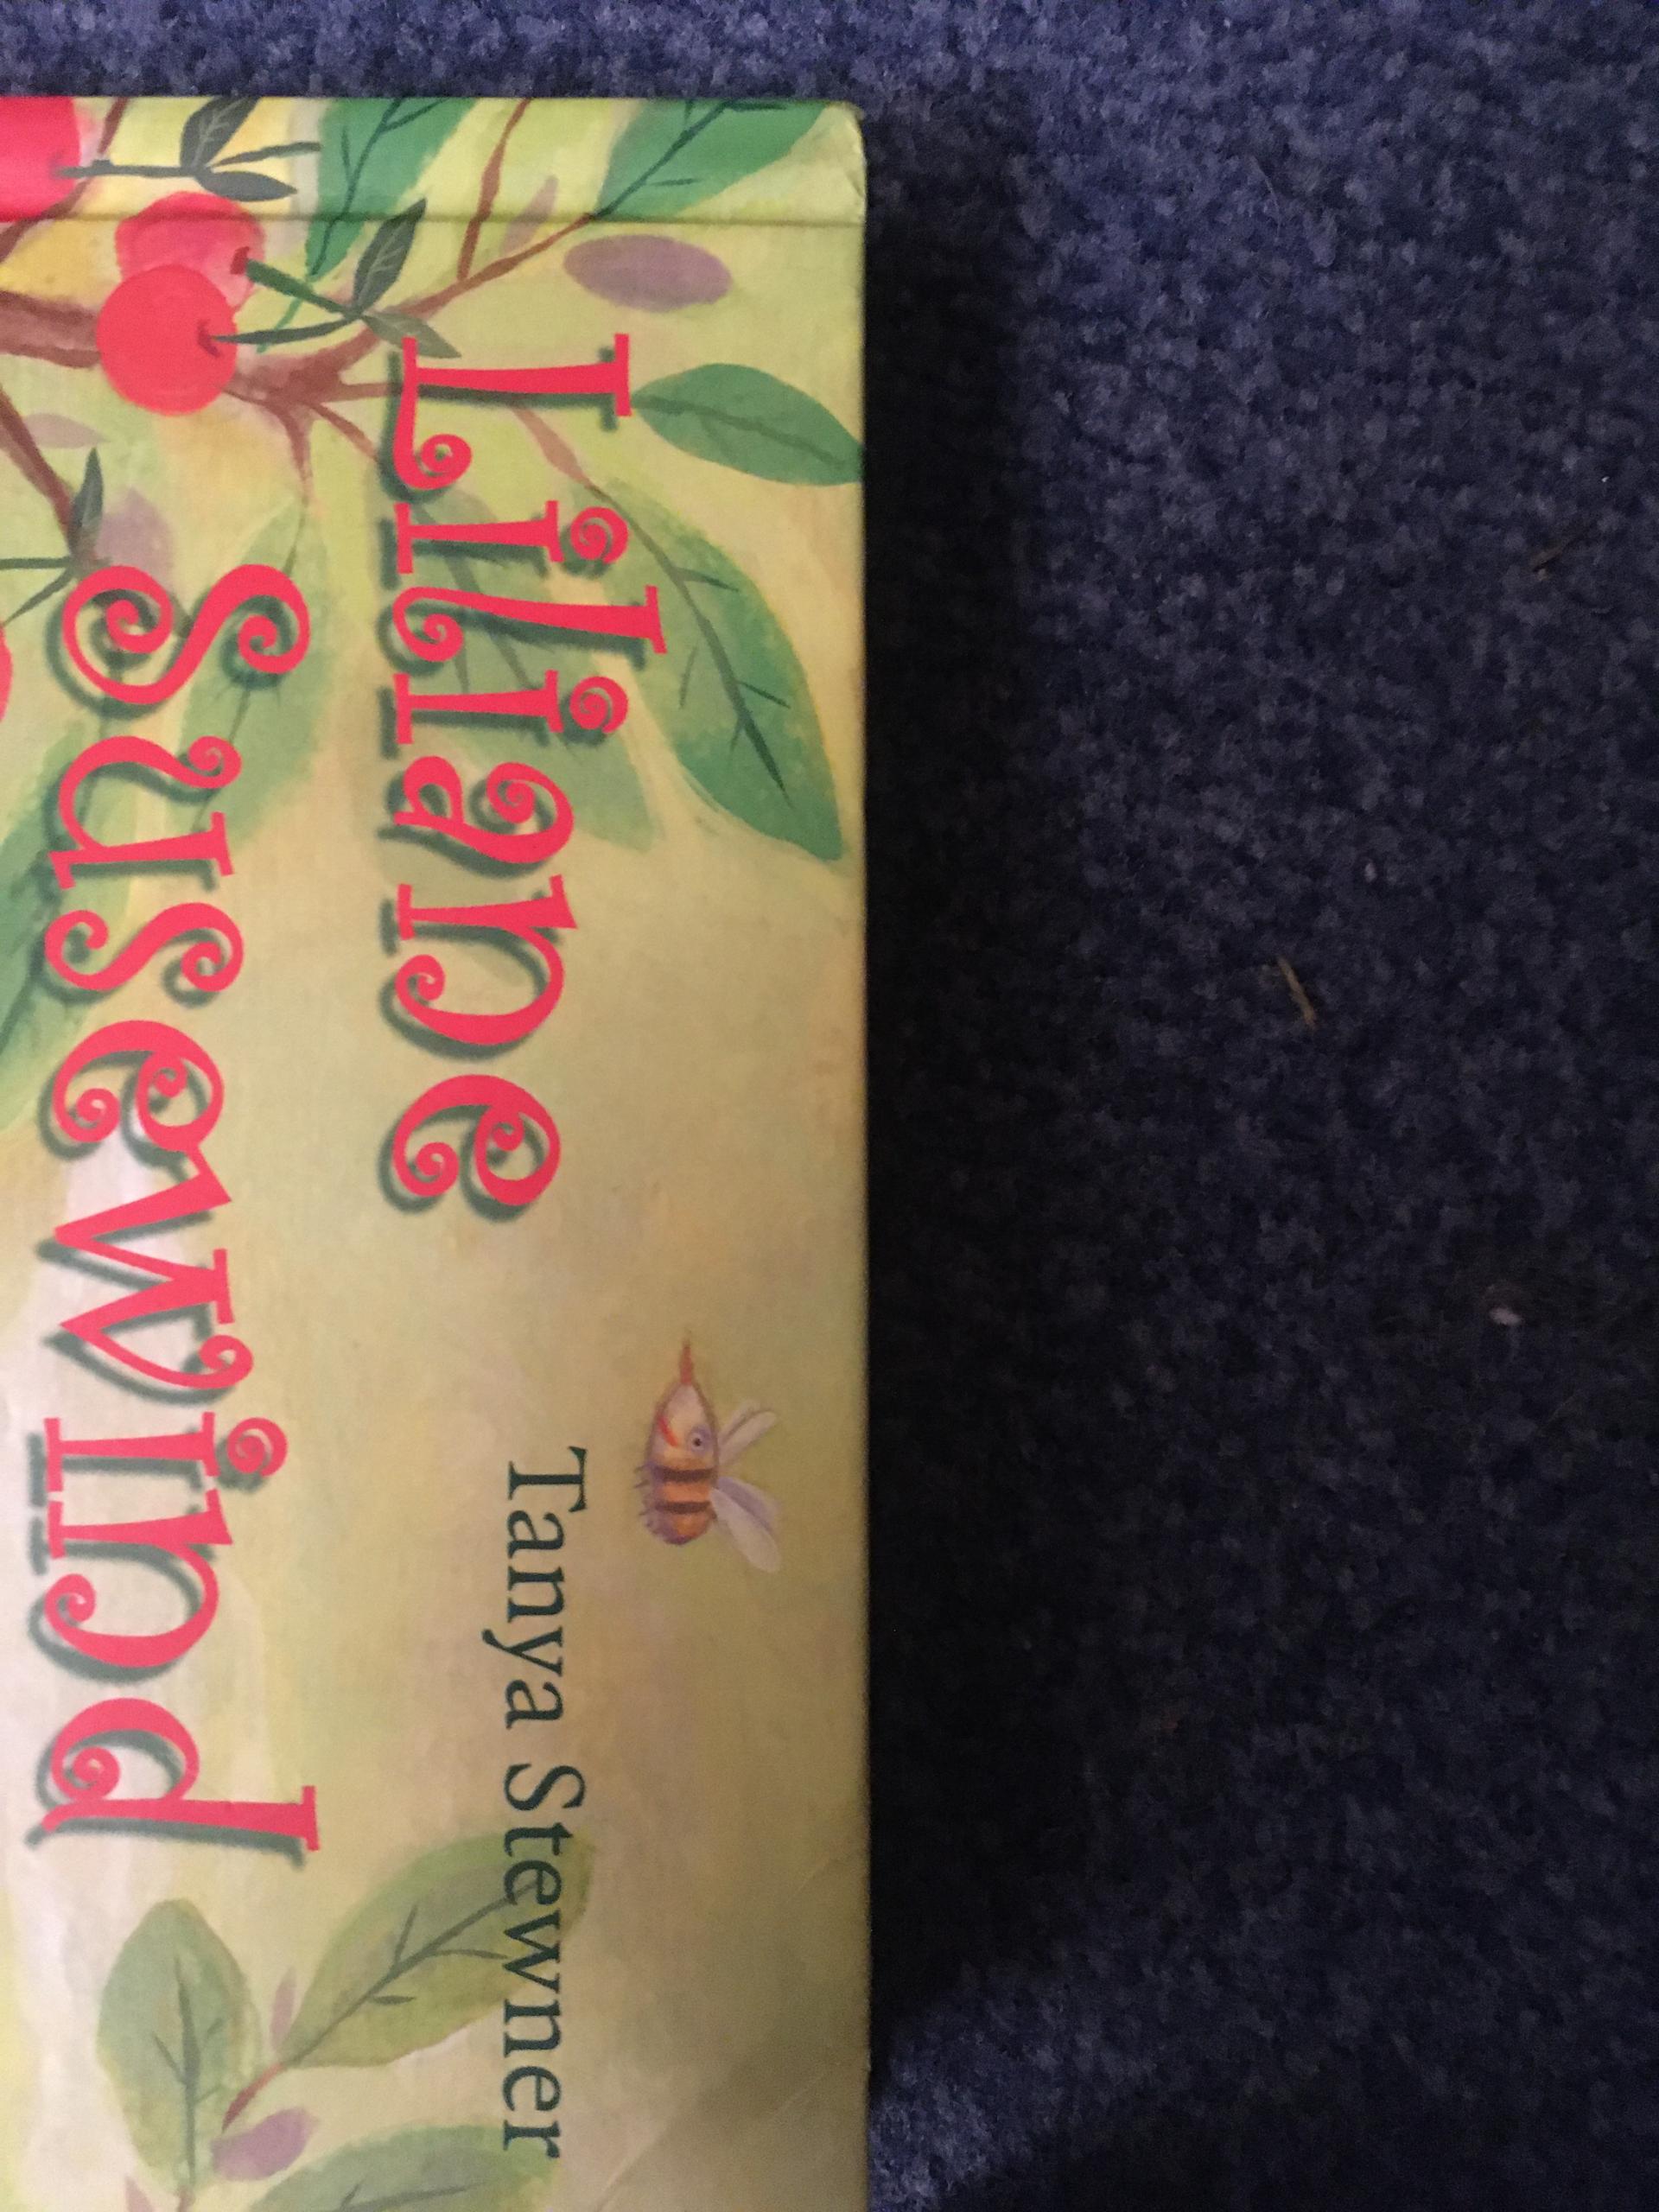 Tanya Stewner
Liliane
Susewind